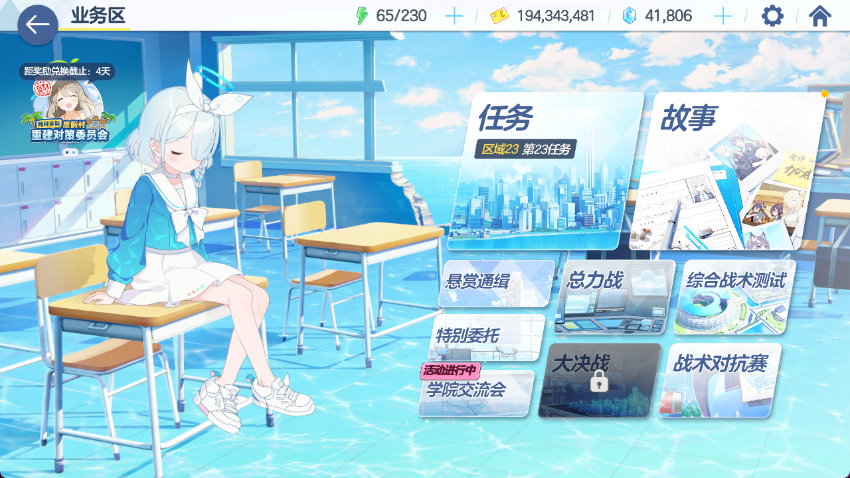 业务区
65/230
194,343,481
41,806
距奖励兑换截止：4天
重建对策委员会
任务
区域23 第23任务
故事
悬赏通缉
总力战
综合战术测试
特别委托
活动进行中
学院交流会
大决战
战术对抗赛